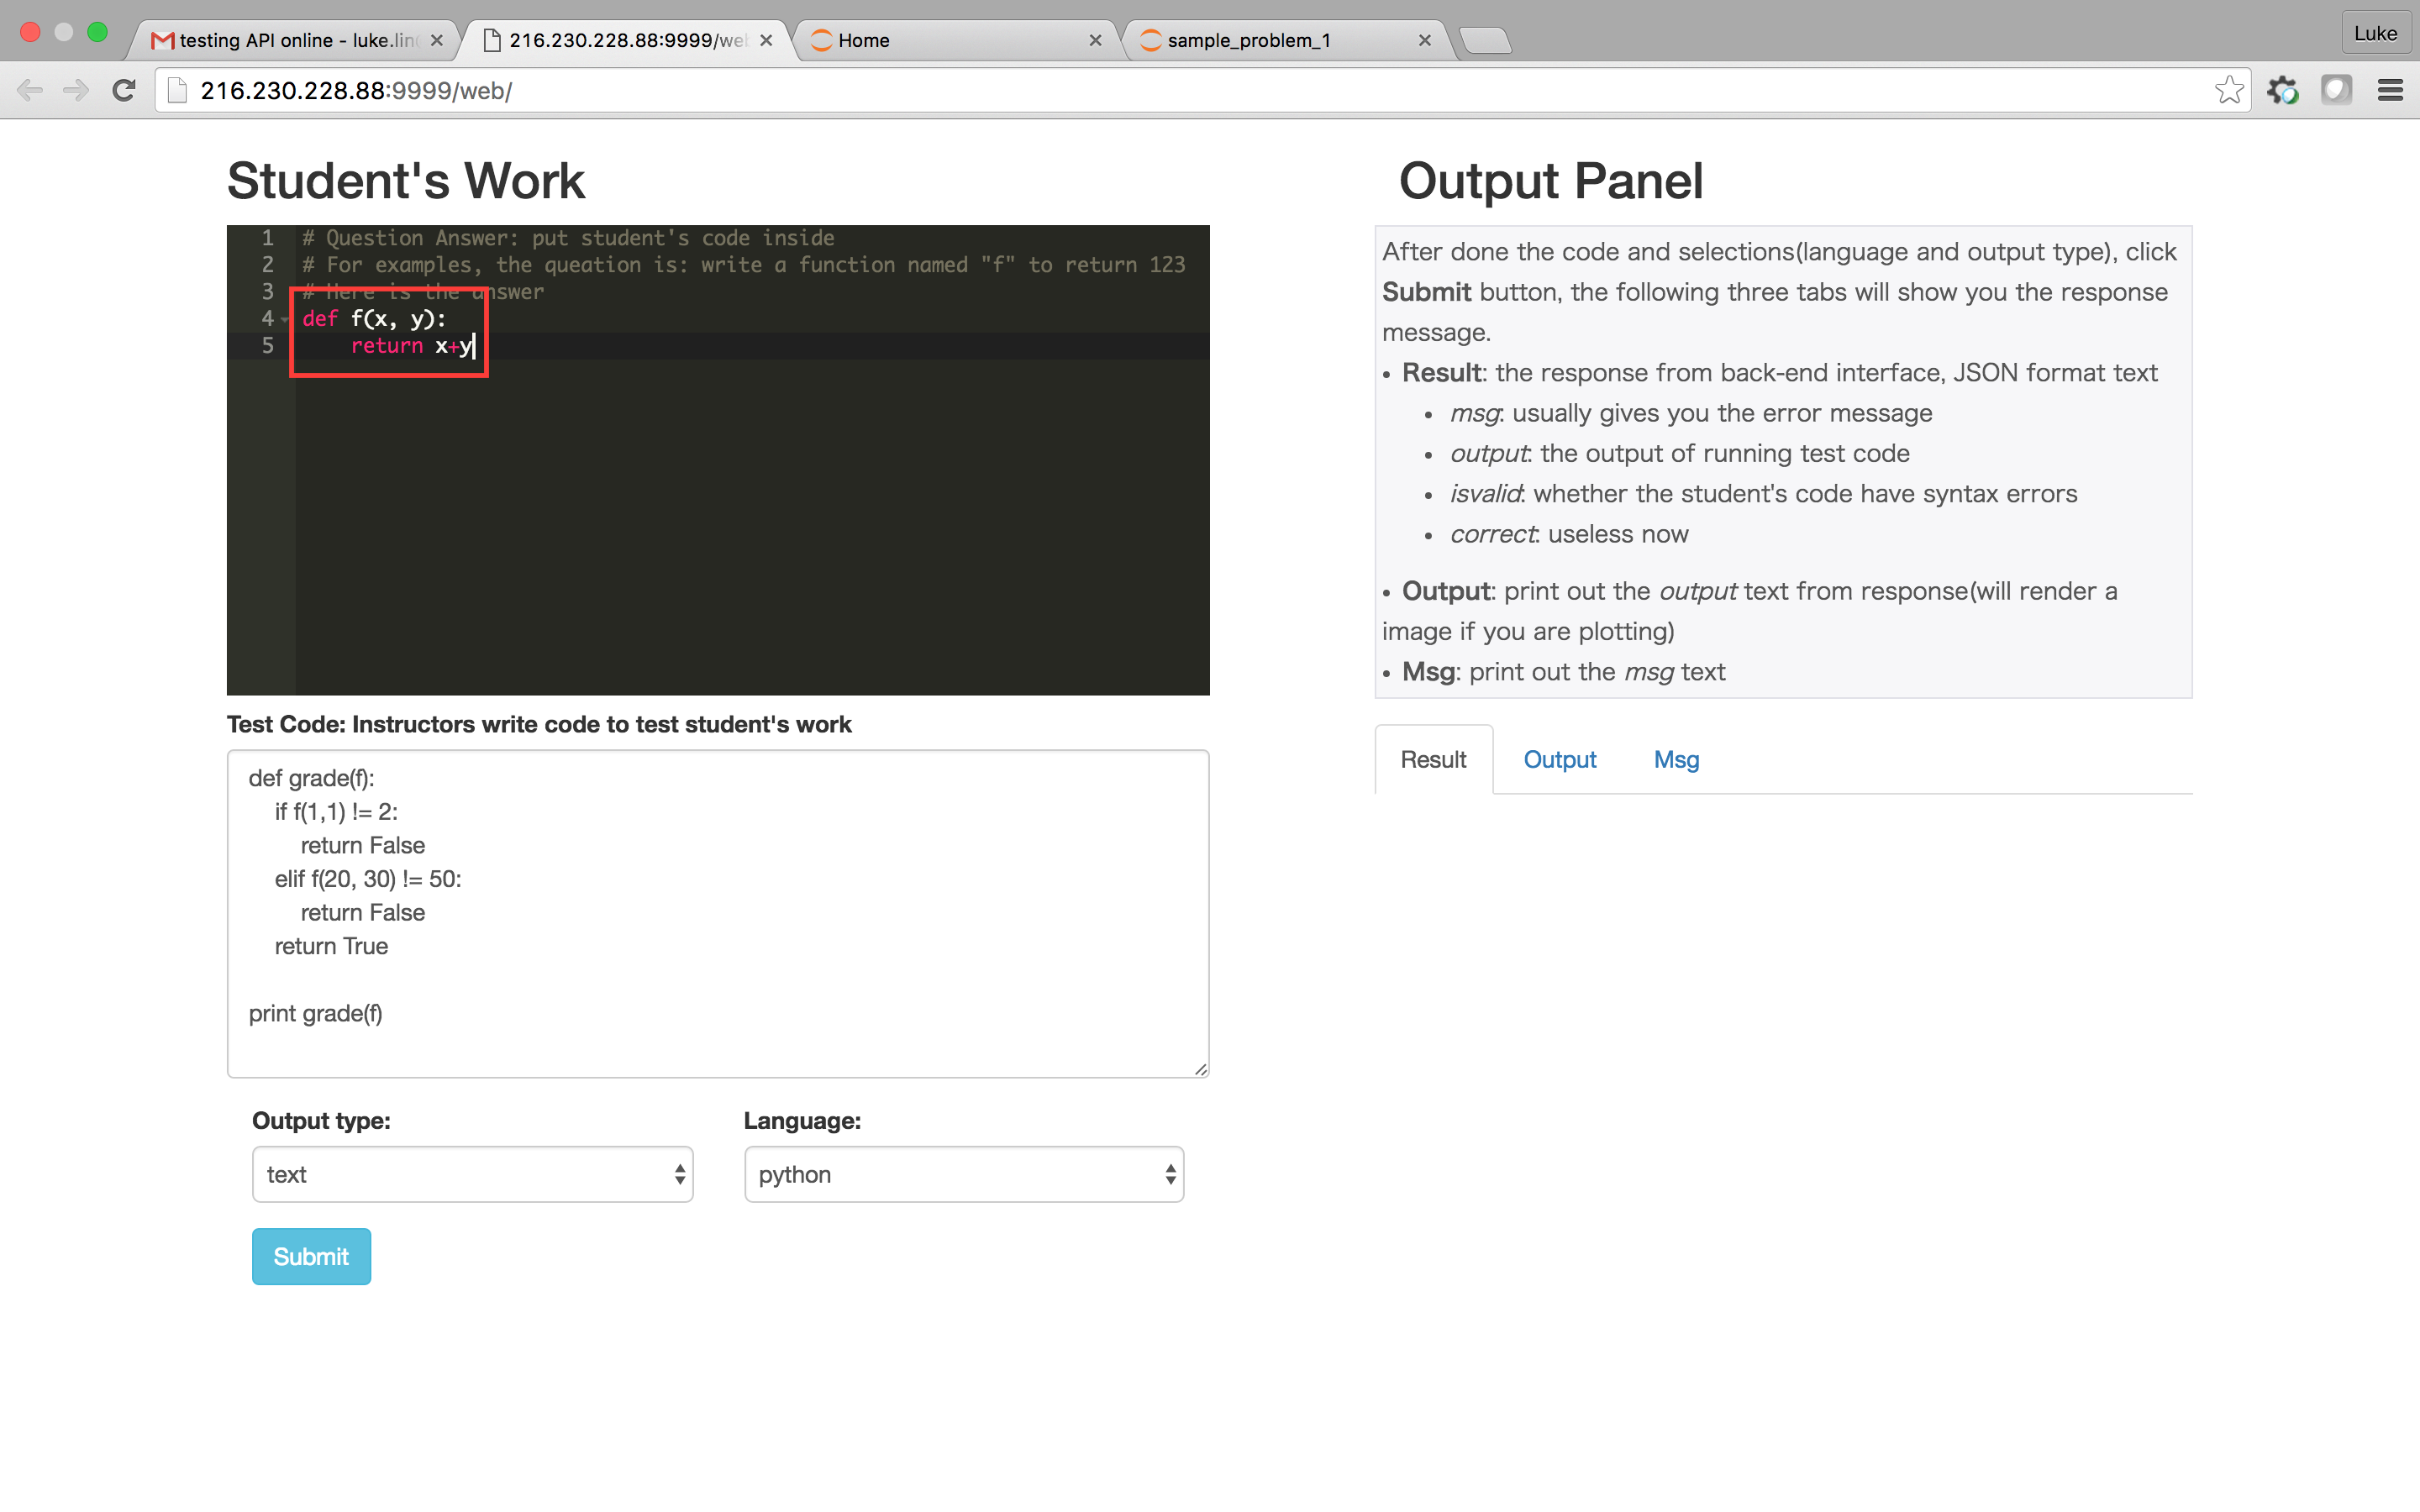 testing API online - luke.lin
216.230.228.88:9999/we
Home
sample_problem_1
Luke
216.230.228.88:9999/web/
Student's Work
1 # Question Answer: put student's code inside
2 # For examples, the queation is: write a function named "f" to return 123
3 # Here is the answer
4 def f(x, y):
5 return x+y
Test Code: Instructors write code to test student's work
def grade(f):
if f(1,1) != 2:
return False
elif f(20, 30) != 50:
return False
return True
print grade(f)
Output type:
Language:
text
python
Submit
Output Panel
After done the code and selections(language and output type), click
Submit button, the following three tabs will show you the response
message.
• Result: the response from back-end interface, JSON format text
• msg: usually gives you the error message
• output: the output of running test code
• isvalid: whether the student's code have syntax errors
• correct: useless now
• Output: print out the output text from response(will render a
image if you are plotting)
• Msg: print out the msg text
Result
Output
Msg